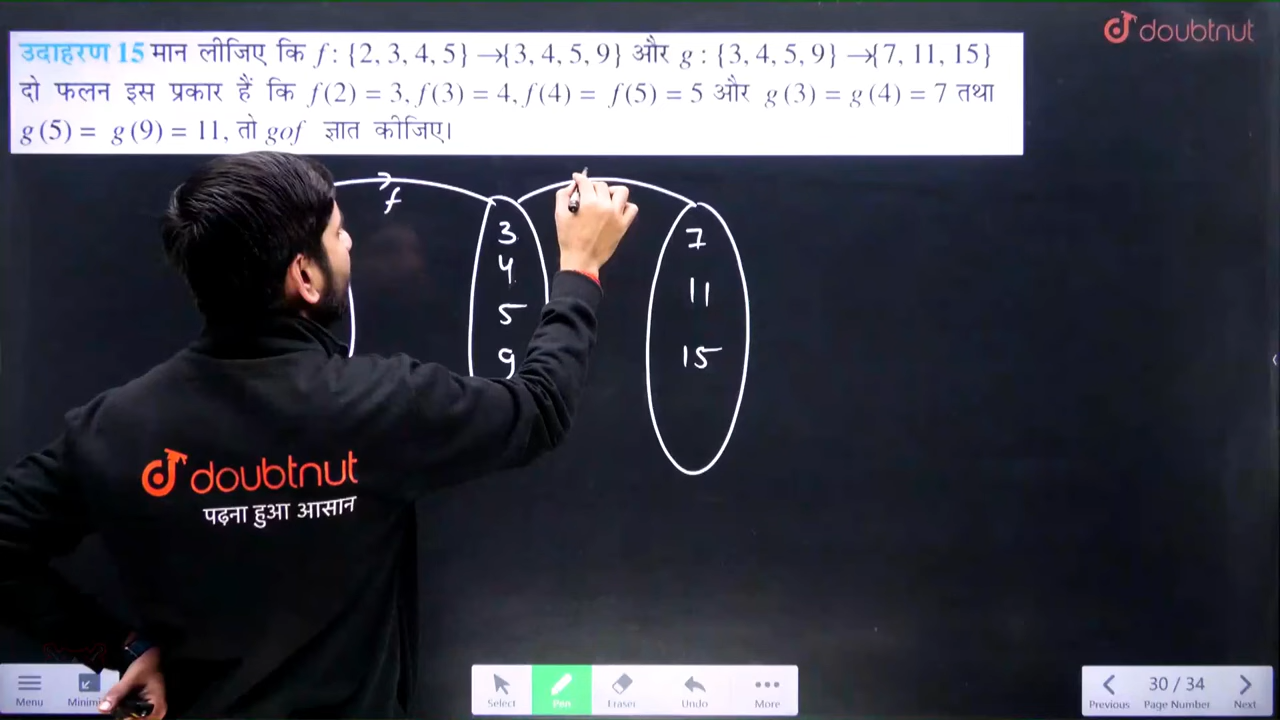 doubtnut
उदाहरण 15 मान लीजिए कि f : {2, 3, 4, 5} →{3, 4, 5, 9} और g : {3, 4, 5, 9} →{7, 11, 15}
दो फलन इस प्रकार हैं कि f(2) = 3, f(3) = 4, f(4) = f(5) = 5 और g(3) = g(4) = 7 तथा
g(5) = g(9) = 11, तो gof ज्ञात कीजिए।
f
3
4
5
9
7
11
15
doubtnut
पढ़ना हुआ आसान
Menu
Select Pen Eraser Undo More
30 / 34
Previous Page Number Next